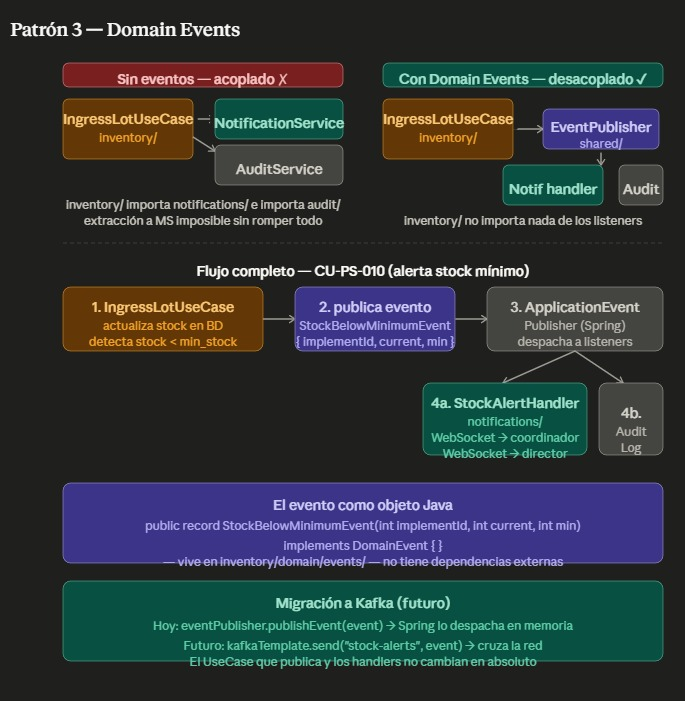 Patrón 3 — Domain Events
Sin eventos — acoplado ✗
IngressLotUseCase
inventory/
NotificationService
AuditService
inventory/ importa notifications/ e importa audit/
extracción a MS imposible sin romper todo
Con Domain Events — desacoplado ✓
IngressLotUseCase
inventory/
EventPublisher
shared/
Notif handler
Audit
inventory/ no importa nada de los listeners
Flujo completo — CU-PS-010 (alerta stock mínimo)
1. IngressLotUseCase
actualiza stock en BD
detecta stock < min_stock
2. publica evento
StockBelowMinimumEvent
{ implementId, current, min }
3. ApplicationEvent
Publisher (Spring)
despacha a listeners
4a. StockAlertHandler
notifications/
WebSocket → coordinador
WebSocket → director
4b.
Audit
Log
El evento como objeto Java
public record StockBelowMinimumEvent(int implementId, int current, int min)
implements DomainEvent { }
— vive en inventory/domain/events/ — no tiene dependencias externas
Migración a Kafka (futuro)
Hoy: eventPublisher.publishEvent(event) → Spring lo despacha en memoria
Futuro: kafkaTemplate.send("stock-alerts", event) → cruza la red
El UseCase que publica y los handlers no cambian en absoluto